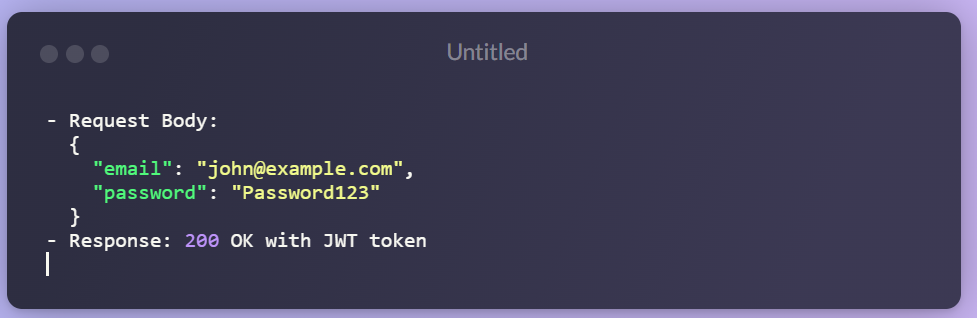 Untitled
- Request Body:
{
"email": "john@example.com",
"password": "Password123"
}
- Response: 200 OK with JWT token